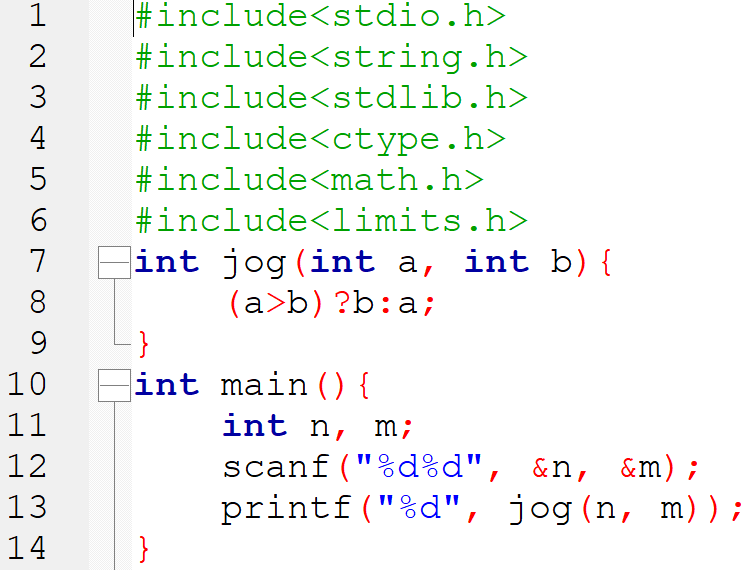 1 #include<stdio.h>
2 #include<string.h>
3 #include<stdlib.h>
4 #include<ctype.h>
5 #include<math.h>
6 #include<limits.h>
7 int jog(int a, int b){
8     (a>b)?b:a;
9 }
10 int main(){
11     int n, m;
12     scanf("%d%d", &n, &m);
13     printf("%d", jog(n, m));
14 }